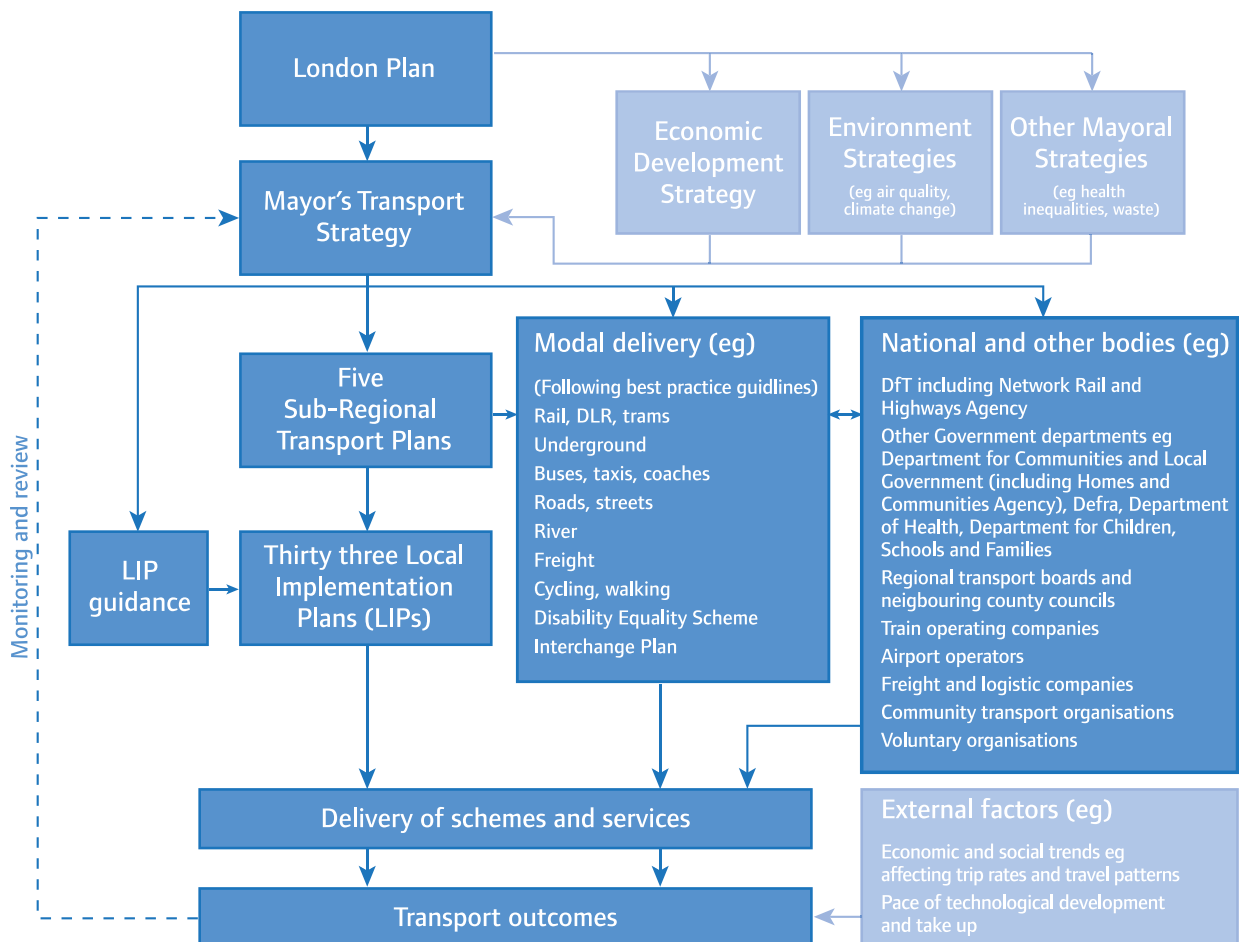 London Plan
Economic
Development
Strategy
Environment
Strategies
(eg air quality,
climate change)
Other Mayoral
Strategies
(eg health
inequalities, waste)
Mayor's Transport
Strategy
Monitoring and review
Five
Sub-Regional
Transport Plans
LIP
guidance
Thirty three Local
Implementation
Plans (LIPs)
Modal delivery (eg)
(Following best practice guidlines)
Rail, DLR, trams
Underground
Buses, taxis, coaches
Roads, streets
River
Freight
Cycling, walking
Disability Equality Scheme
Interchange Plan
National and other bodies (eg)
DfT including Network Rail and
Highways Agency
Other Government departments eg
Department for Communities and Local
Government (including Homes and
Communities Agency), Defra, Department
of Health, Department for Children,
Schools and Families
Regional transport boards and
neigbouring county councils
Train operating companies
Airport operators
Freight and logistic companies
Community transport organisations
Voluntary organisations
Delivery of schemes and services
Transport outcomes
External factors (eg)
Economic and social trends eg
affecting trip rates and travel patterns
Pace of technological development
and take up